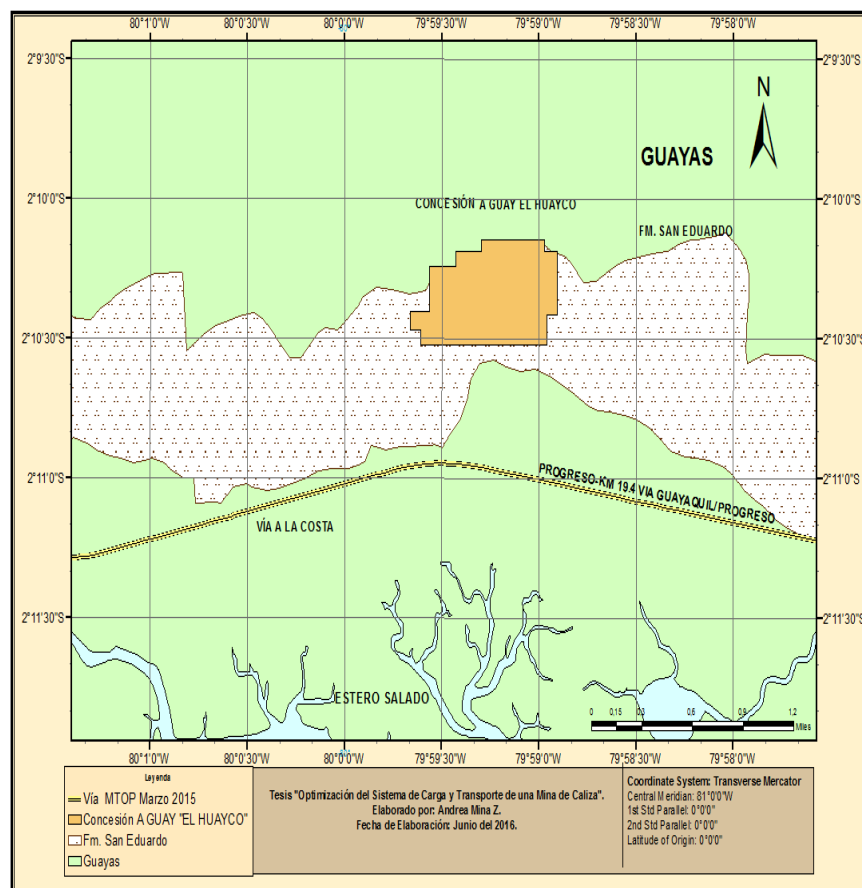 80°1'0"W 80°0'30"W 80°0'0"W 79°59'30"W 79°59'0"W 79°58'30"W 79°58'0"W
2°9'30"S 2°9'30"S
N
GUAYAS
2°10'0"S 2°10'0"S
CONCESIÓN A GUAY EL HUAYCO
FM. SAN EDUARDO
2°10'30"S 2°10'30"S
2°11'0"S 2°11'0"S
PROGRESO-KM 19.4 VIA GUAYAQUIL/PROGRESO
VÍA A LA COSTA
2°11'30"S 2°11'30"S
ESTERO SALADO
0 0.15 0.3 0.6 0.9 1.2
Miles
80°1'0"W 80°0'30"W 80°0'0"W 79°59'30"W 79°59'0"W 79°58'30"W 79°58'0"W
Leyenda
Vía MTOP Marzo 2015
Concesión A GUAY "EL HUAYCO"
Fm. San Eduardo
Guayas
Tesis "Optimización del Sistema de Carga y Transporte de una Mina de Caliza".
Elaborado por: Andrea Mina Z.
Fecha de Elaboración: Junio del 2016.
Coordinate System: Transverse Mercator
Central Meridian: 81°0'0"W
1st Std Parallel: 0°0'0"
2nd Std Parallel: 0°0'0"
Latitude of Origin: 0°0'0"